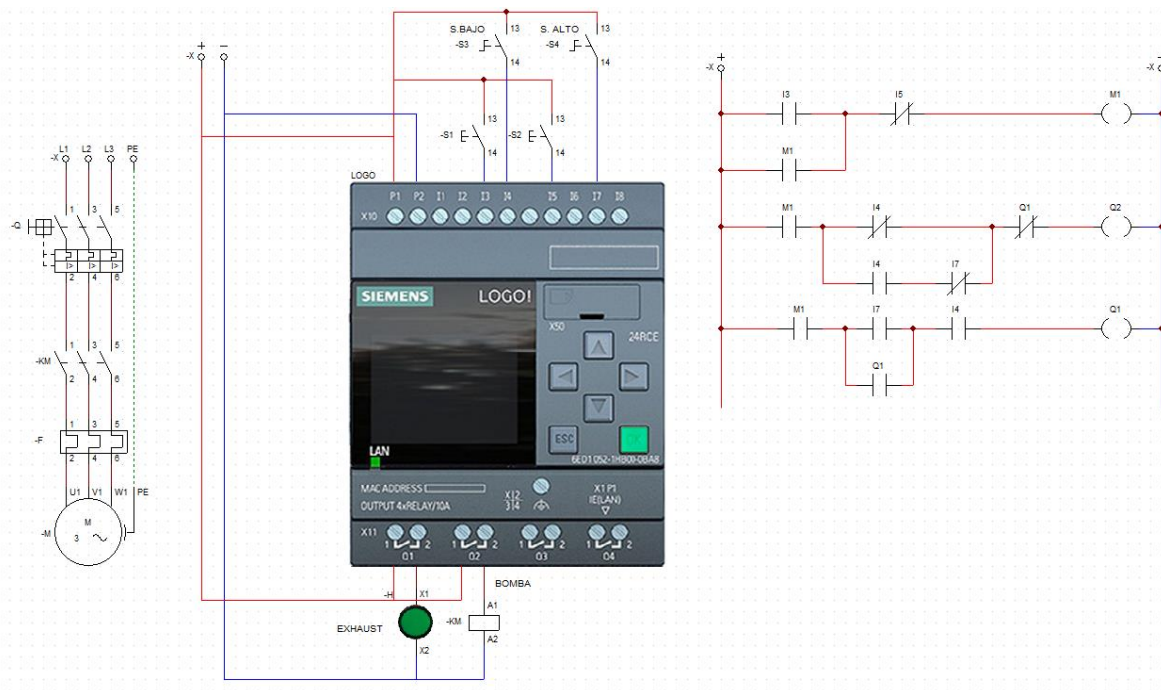 S.BAJO
13
-S3
14
S. ALTO
13
-S4
14
+
−
-X
13
-S1
14
13
-S2
14
L1 L2 L3 PE
-X
1 3 5
-Q
I> I> I>
2 4 6
1 3 5
-KM
2 4 6
1 3 5
-F
2 4 6
U1 V1 W1 PE
-M
M
3 ~
LOGO
P1 P2 I1 I2 I3 I4 I5 I6 I7 I8
X10
SIEMENS
LOGO!
X50
24RCE
ESC
LAN
6ED1 052-1HB00-0BA8
MAC ADDRESS
OUTPUT 4xRELAY/10A
X12
3 1 4
X1 P1
IE(LAN)
X11
1 2 1 2 1 2 1 2
Q1 Q2 Q3 Q4
BOMBA
-H
X1
EXHAUST
X2
A1
-KM
A2
+
-X
-X
I3 I5 M1
M1
M1 I4 Q1 Q2
I4 I7
M1 I7 I4 Q1
Q1